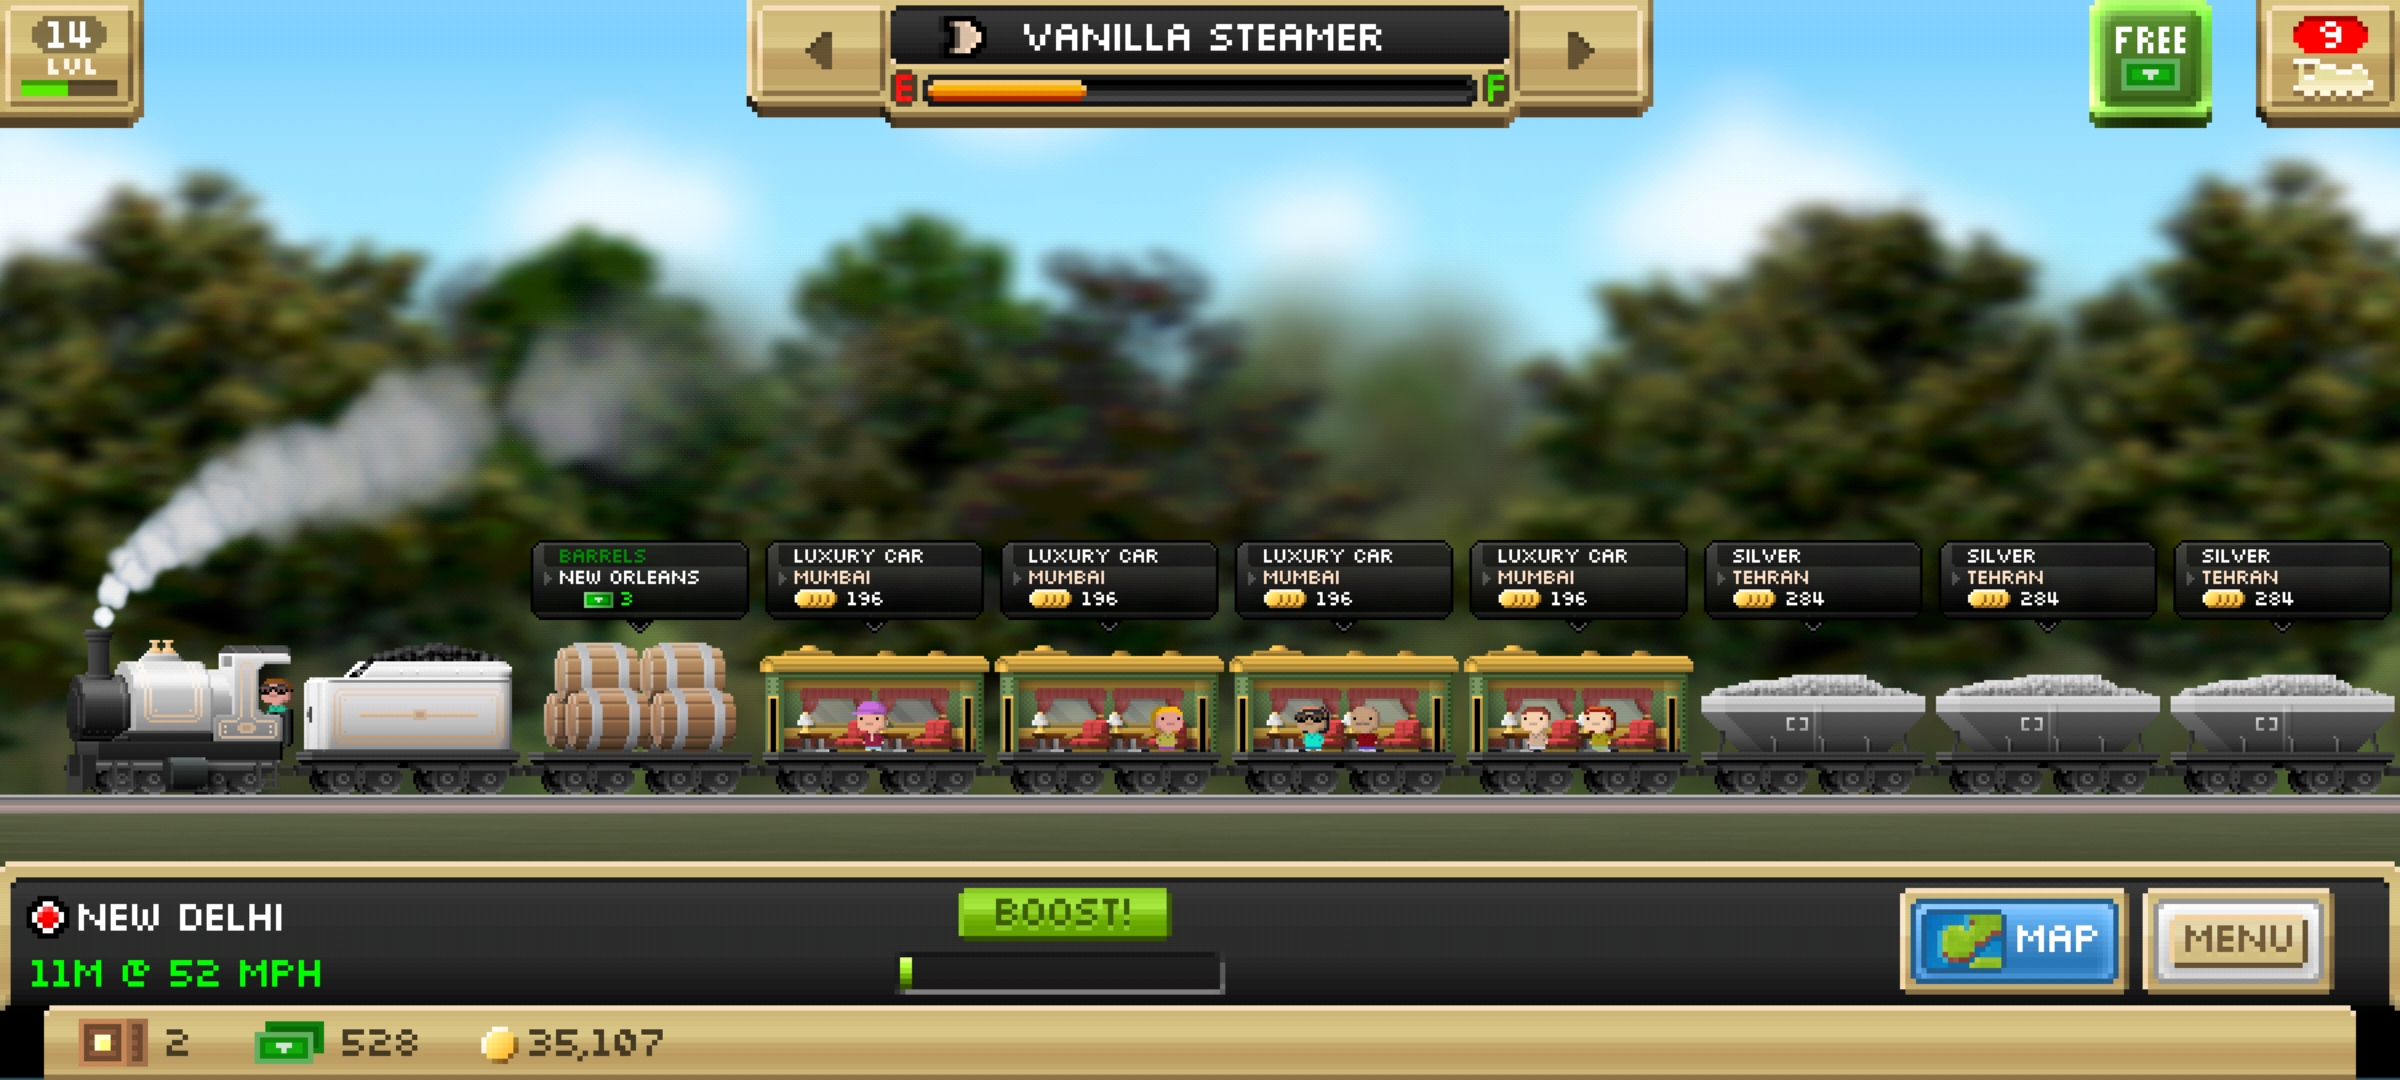 14
LVL
VANILLA STEAMER
E
F
FREE
9
BARRELS
NEW ORLEANS
3
LUXURY CAR
MUMBAI
196
LUXURY CAR
MUMBAI
196
LUXURY CAR
MUMBAI
196
LUXURY CAR
MUMBAI
196
SILVER
TEHRAN
284
SILVER
TEHRAN
284
SILVER
TEHRAN
284
NEW DELHI
11M @ 52 MPH
BOOST!
MAP
MENU
2
528
35,107